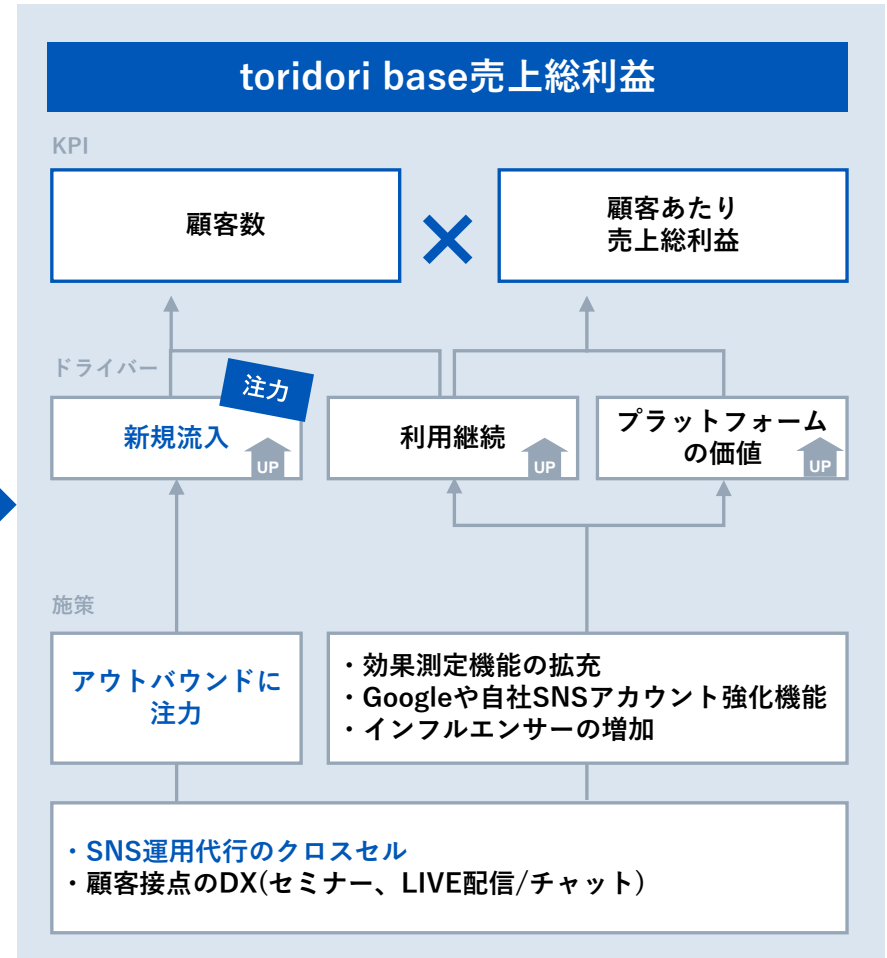 toridori base売上総利益
KPI
顧客数
×
顧客あたり
売上総利益
ドライバー
注力
新規流入
UP
利用継続
UP
プラットフォーム
の価値
UP
施策
アウトバウンドに
注力
・効果測定機能の拡充
・Googleや自社SNSアカウント強化機能
・インフルエンサーの増加
・SNS運用代行のクロスセル
・顧客接点のDX(セミナー、LIVE配信/チャット)